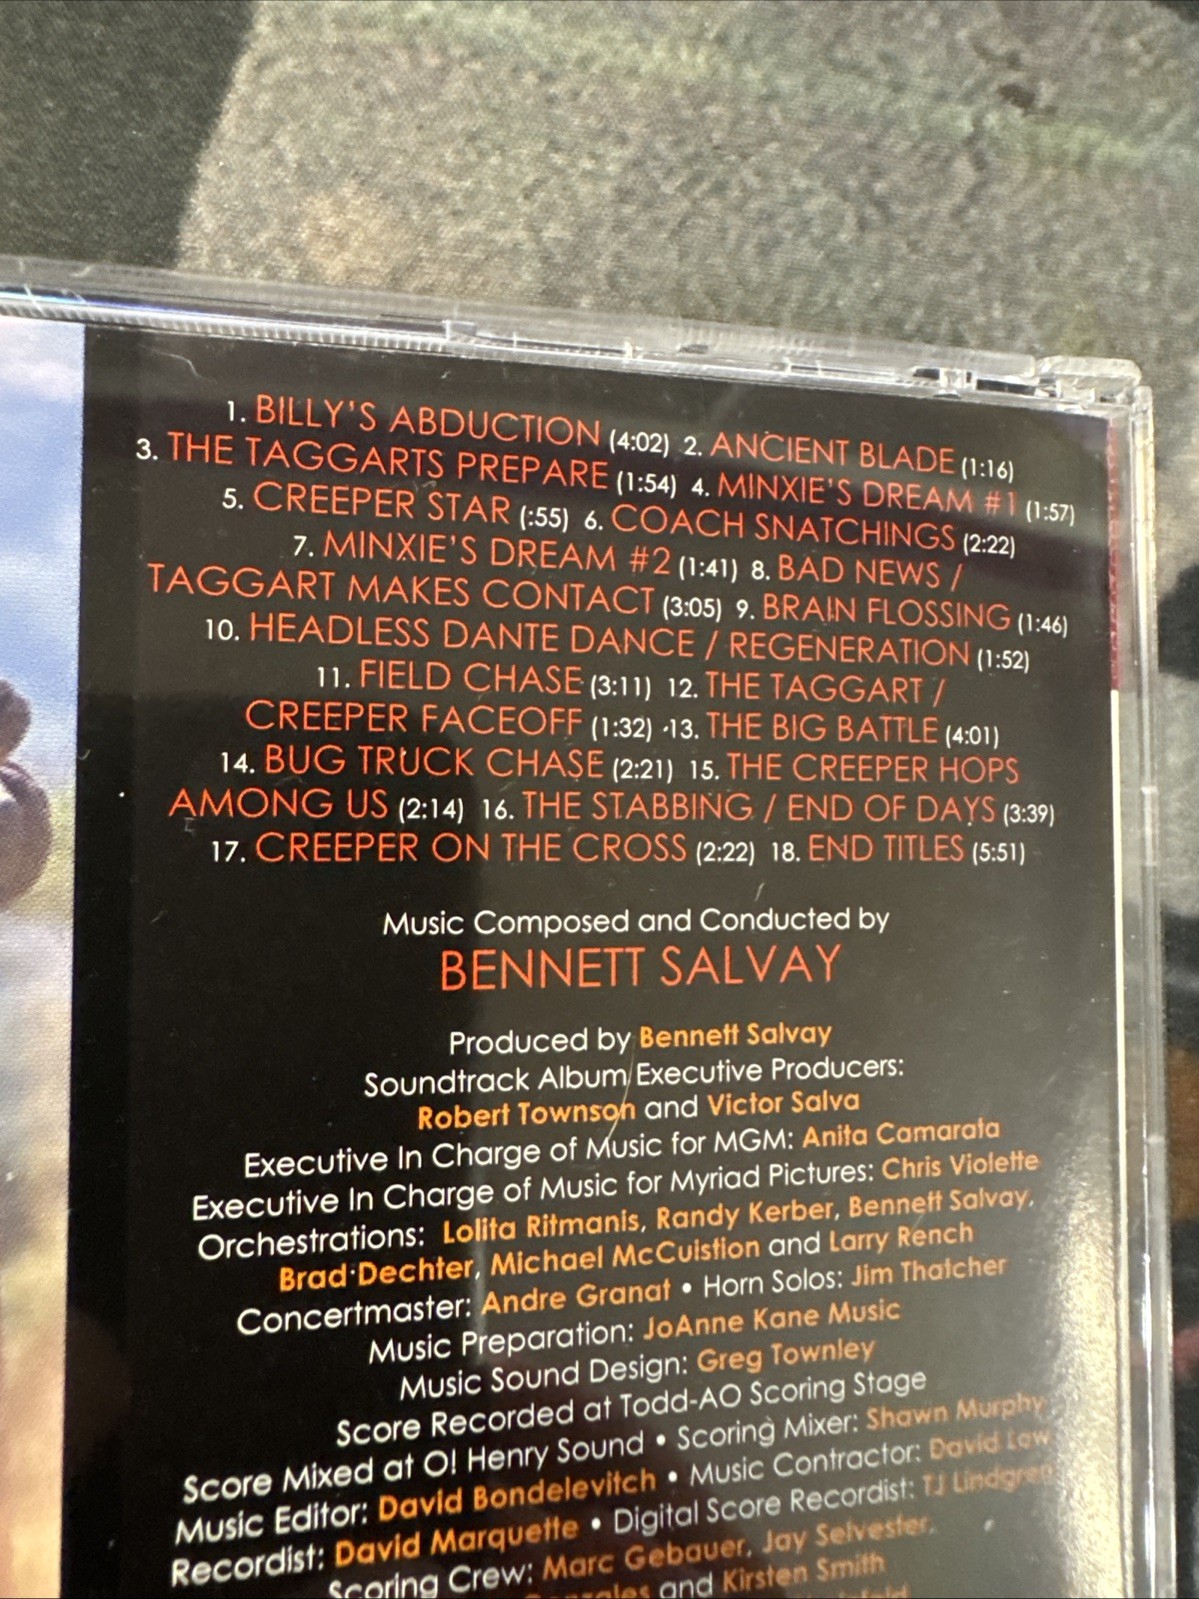 1. BILLY'S ABDUCTION (4:02) 2. ANCIENT BLADE (1:16)
3. THE TAGGARTS PREPARE (1:54) 4. MINXIE'S DREAM #1 (1:57)
5. CREEPER STAR (:55) 6. COACH SNATCHINGS (2:22)
7. MINXIE'S DREAM #2 (1:41) 8. BAD NEWS /
TAGGART MAKES CONTACT (3:05) 9. BRAIN FLOSSING (1:46)
10. HEADLESS DANTE DANCE / REGENERATION (1:52)
11. FIELD CHASE (3:11) 12. THE TAGGART /
CREEPER FACEOFF (1:32) 13. THE BIG BATTLE (4:01)
14. BUG TRUCK CHASE (2:21) 15. THE CREEPER HOPS
AMONG US (2:14) 16. THE STABBING / END OF DAYS (3:39)
17. CREEPER ON THE CROSS (2:22) 18. END TITLES (5:51)
Music Composed and Conducted by
BENNETT SALVAY
Produced by Bennett Salvay
Soundtrack Album Executive Producers:
Robert Townson and Victor Salva
Executive In Charge of Music for MGM: Anita Camarata
Executive In Charge of Music for Myriad Pictures: Chris Violette
Orchestrations: Lolita Ritmanis, Randy Kerber, Bennett Salvay,
Brad Dechter, Michael McCuistion and Larry Rench
Concertmaster: Andre Granat • Horn Solos: Jim Thatcher
Music Preparation: JoAnne Kane Music
Music Sound Design: Greg Townley
Score Recorded at Todd-AO Scoring Stage
Score Mixed at O! Henry Sound • Scoring Mixer: Shawn Murphy
Music Editor: David Bondelevitch • Music Contractor: David Low
Recordist: David Marquette • Digital Score Recordist: TJ Lindgren
Scoring Crew: Marc Gebauer, Jay Selvester,
and Kirsten Smith